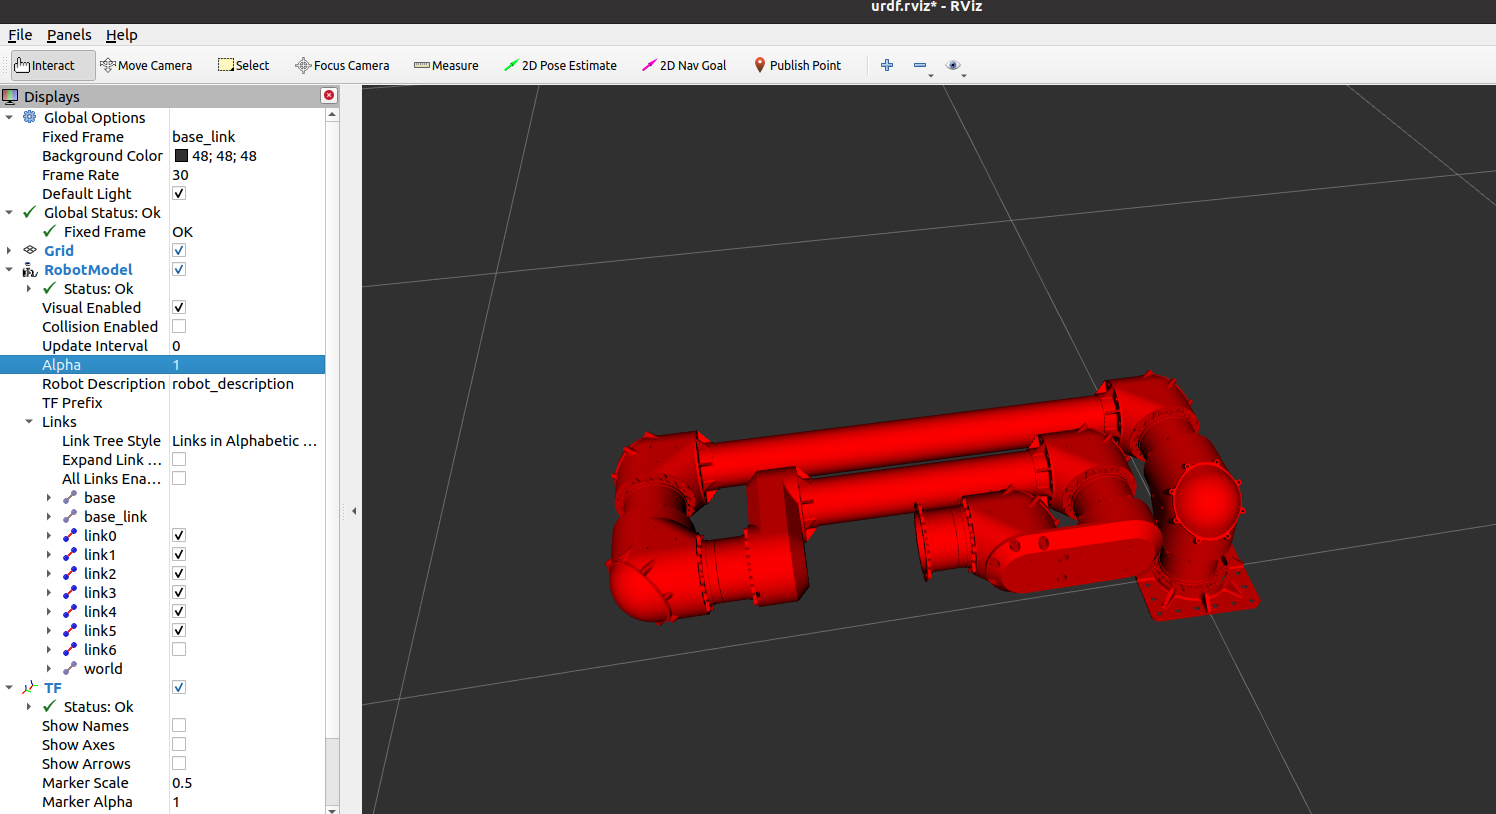 urdf.rviz* - RViz
File Panels Help
Interact Move Camera Select Focus Camera Measure 2D Pose Estimate 2D Nav Goal Publish Point
Displays
Global Options
Fixed Frame base_link
Background Color 48; 48; 48
Frame Rate 30
Default Light
Global Status: Ok
Fixed Frame OK
Grid
RobotModel
Status: Ok
Visual Enabled
Collision Enabled
Update Interval 0
Alpha 1
Robot Description robot_description
TF Prefix
Links
Link Tree Style Links in Alphabetic ...
Expand Link ...
All Links Ena...
base
base_link
link0
link1
link2
link3
link4
link5
link6
world
TF
Status: Ok
Show Names
Show Axes
Show Arrows
Marker Scale 0.5
Marker Alpha 1